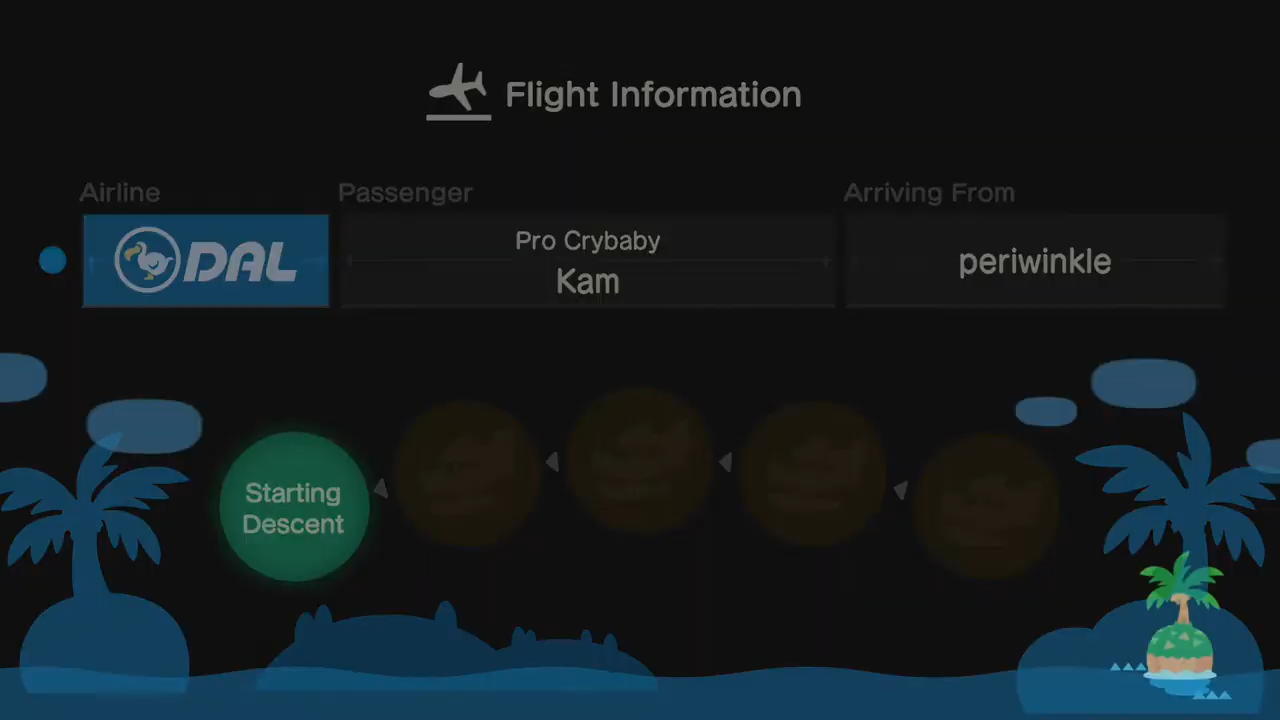 Flight Information
Airline
Passenger
Arriving From
DAL
Pro Crybaby
Kam
periwinkle
Starting
Descent